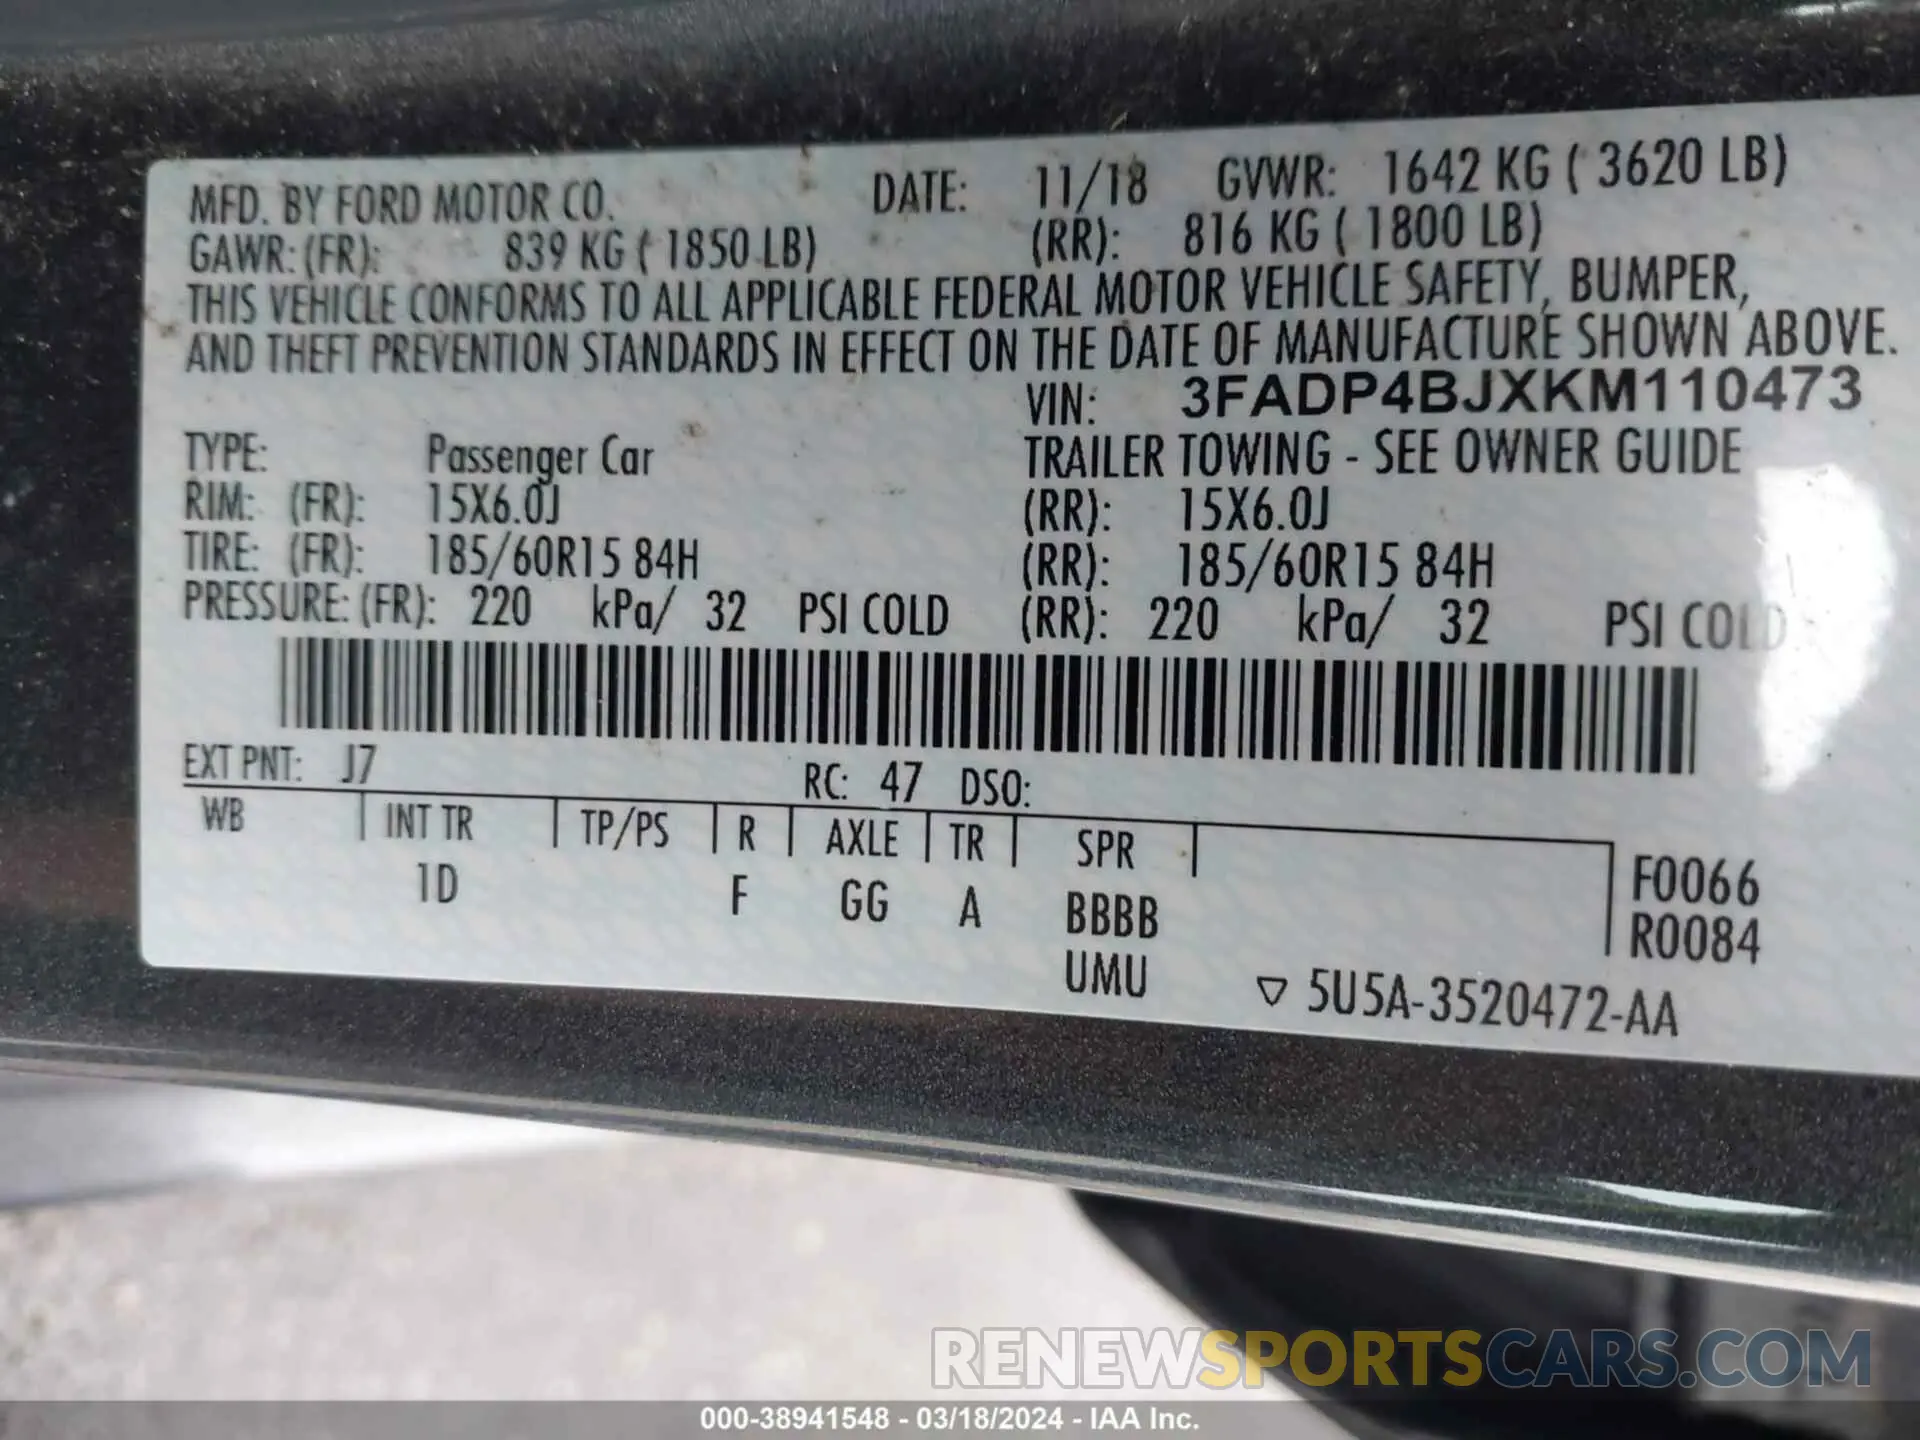 MFD. BY FORD MOTOR CO. DATE: 11/18 GVWR: 1642 KG ( 3620 LB)
GAWR: (FR): 839 KG ( 1850 LB) (RR): 816 KG ( 1800 LB)
THIS VEHICLE CONFORMS TO ALL APPLICABLE FEDERAL MOTOR VEHICLE SAFETY, BUMPER,
AND THEFT PREVENTION STANDARDS IN EFFECT ON THE DATE OF MANUFACTURE SHOWN ABOVE.
VIN: 3FADP4BJXKM110473
TYPE: Passenger Car TRAILER TOWING - SEE OWNER GUIDE
RIM: (FR): 15X6.0J (RR): 15X6.0J
TIRE: (FR): 185/60R15 84H (RR): 185/60R15 84H
PRESSURE: (FR): 220 kPa/ 32 PSI COLD (RR): 220 kPa/ 32 PSI COLD
EXT PNT: J7 RC: 47 DSO:
WB INT TR TP/PS R AXLE TR SPR
1D F GG A BBBB F0066
UMU R0084
▽ 5U5A-3520472-AA
RENEWSPORTSCARS.COM
000-38941548 - 03/18/2024 - IAA Inc.